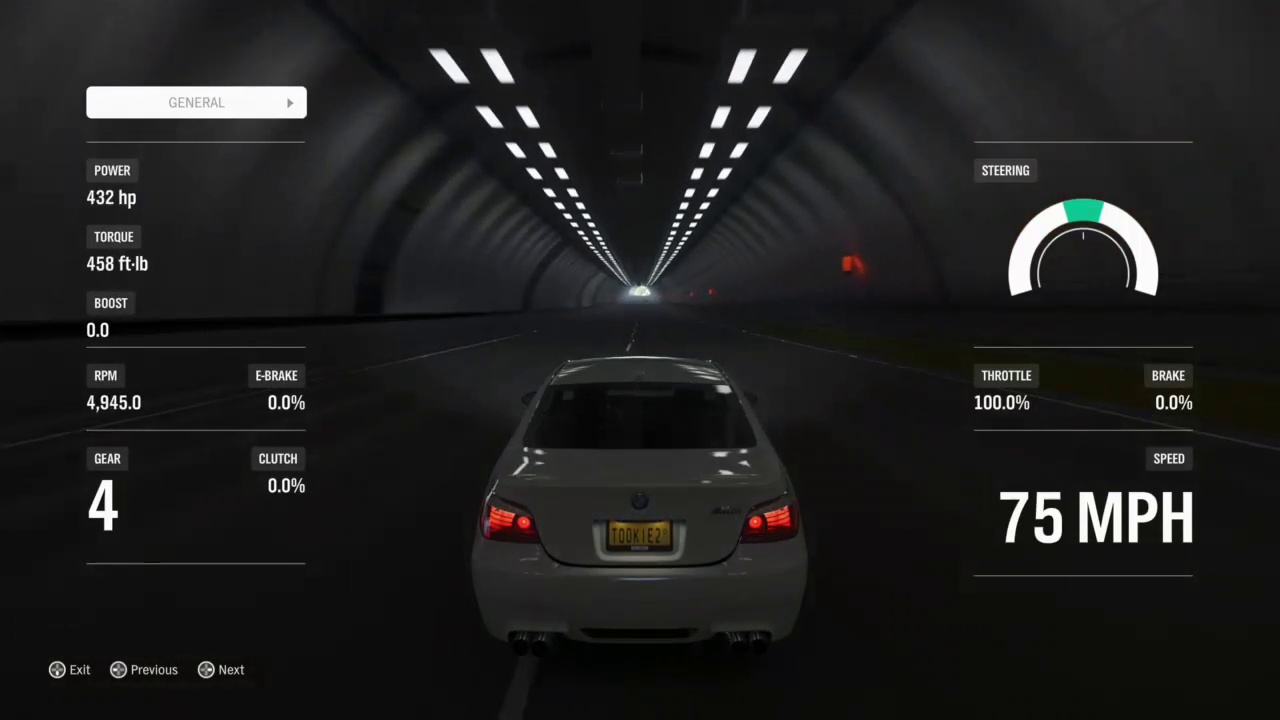 GENERAL
POWER
432 hp
TORQUE
458 ft·lb
BOOST
0.0
RPM
E-BRAKE
4,945.0
0.0%
GEAR
CLUTCH
4
0.0%
STEERING
THROTTLE
BRAKE
100.0%
0.0%
SPEED
75 MPH
TOOKIE2
Exit
Previous
Next